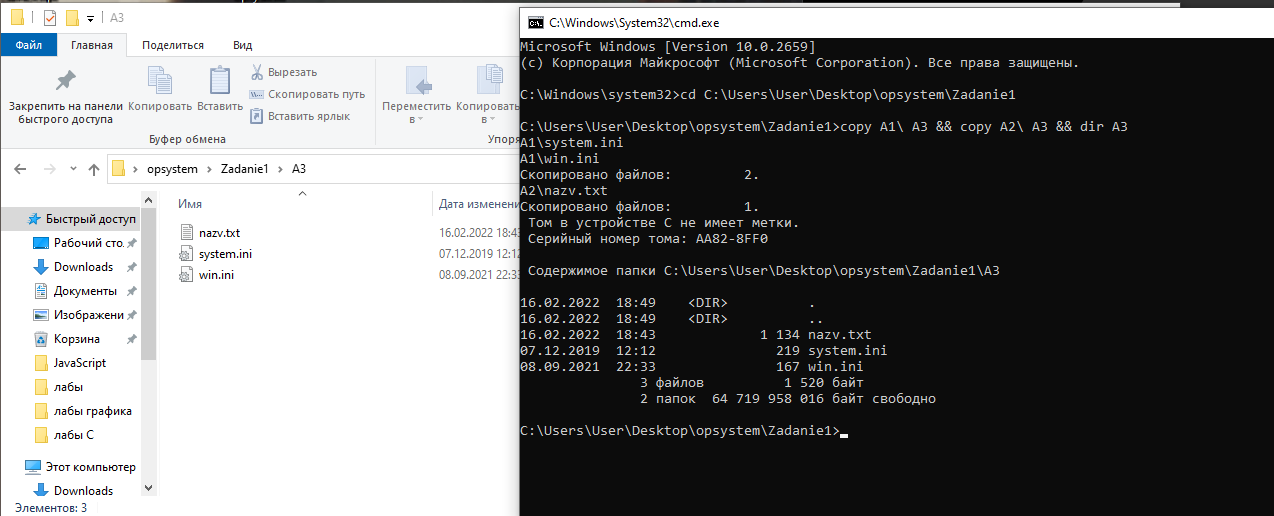 A3
Файл Главная Поделиться Вид
Закрепить на панели быстрого доступа
Копировать
Вставить
Вырезать
Скопировать путь
Вставить ярлык
Переместить в
Копировать в
Буфер обмена
Упоря
opsystem Zadanie1 A3
Имя
Дата изменени
nazv.txt 16.02.2022 18:43
system.ini 07.12.2019 12:12
win.ini 08.09.2021 22:33
Быстрый доступ
Рабочий сто
Downloads
Документы
Изображени
Корзина
JavaScript
лабы
лабы графика
лабы С
Этот компьютер
Downloads
Элементов: 3
C:\Windows\System32\cmd.exe
Microsoft Windows [Version 10.0.2659]
(c) Корпорация Майкрософт (Microsoft Corporation). Все права защищены.
C:\Windows\system32>cd C:\Users\User\Desktop\opsystem\Zadanie1
C:\Users\User\Desktop\opsystem\Zadanie1>copy A1\ A3 && copy A2\ A3 && dir A3
A1\system.ini
A1\win.ini
Скопировано файлов: 2.
A2\nazv.txt
Скопировано файлов: 1.
Том в устройстве C не имеет метки.
Серийный номер тома: AA82-8FF0
Содержимое папки C:\Users\User\Desktop\opsystem\Zadanie1\A3
16.02.2022 18:49 <DIR> .
16.02.2022 18:49 <DIR> ..
16.02.2022 18:43 1 134 nazv.txt
07.12.2019 12:12 219 system.ini
08.09.2021 22:33 167 win.ini
3 файлов 1 520 байт
2 папок 64 719 958 016 байт свободно
C:\Users\User\Desktop\opsystem\Zadanie1>